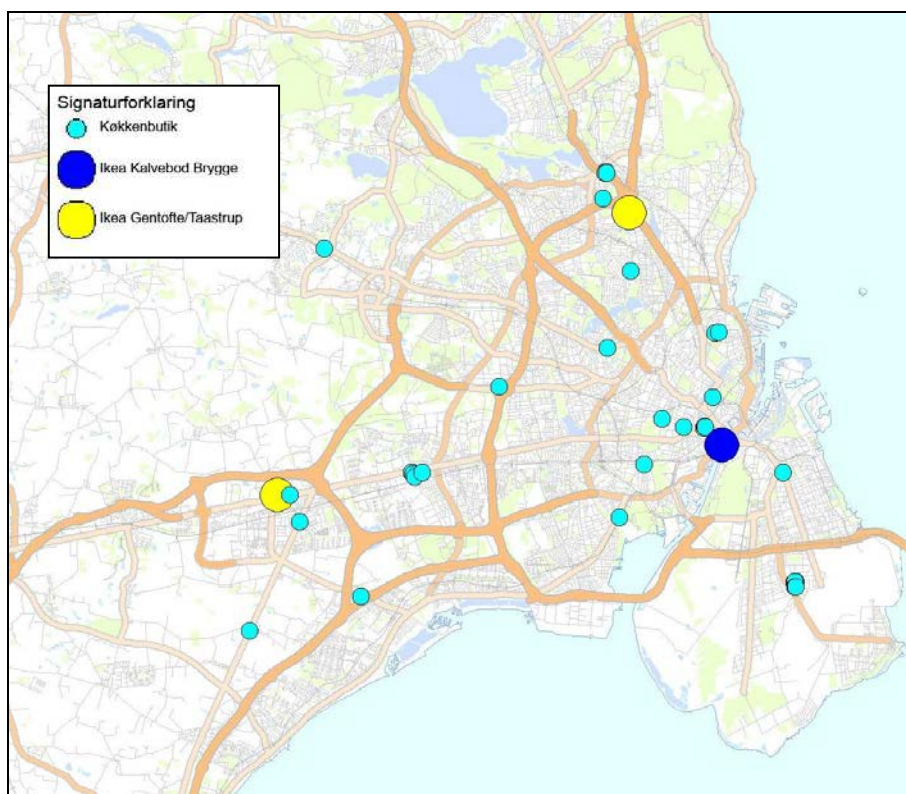 Signaturforklaring
Køkkenbutik
Ikea Kalvebod Brygge
Ikea Gentofte/Taastrup